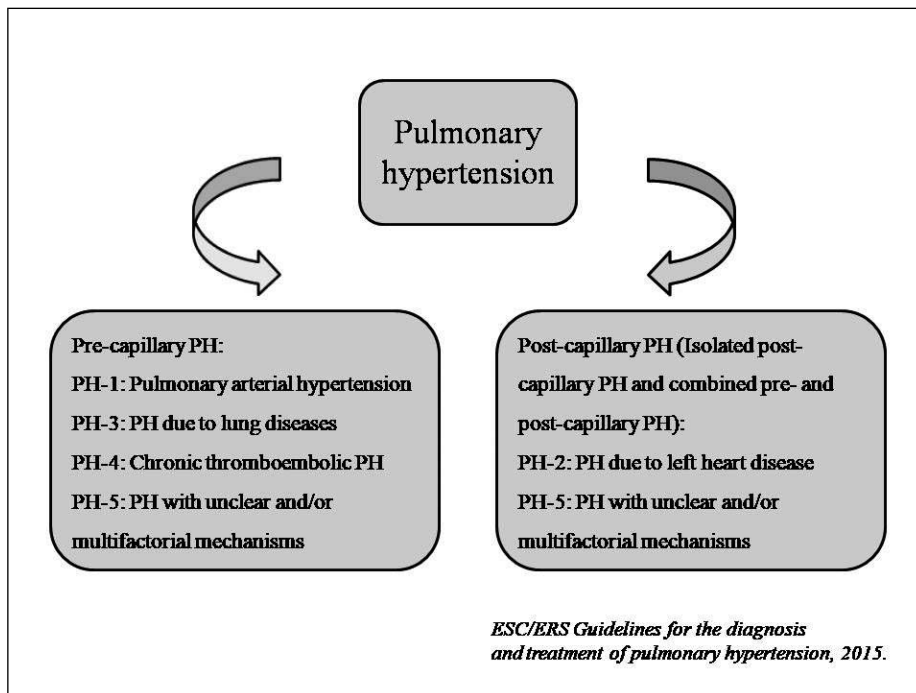 Pulmonary
hypertension
Pre-capillary PH:
PH-1: Pulmonary arterial hypertension
PH-3: PH due to lung diseases
PH-4: Chronic thromboembolic PH
PH-5: PH with unclear and/or
multifactorial mechanisms
Post-capillary PH (Isolated post-
capillary PH and combined pre- and
post-capillary PH):
PH-2: PH due to left heart disease
PH-5: PH with unclear and/or
multifactorial mechanisms
ESC/ERS Guidelines for the diagnosis
and treatment of pulmonary hypertension, 2015.